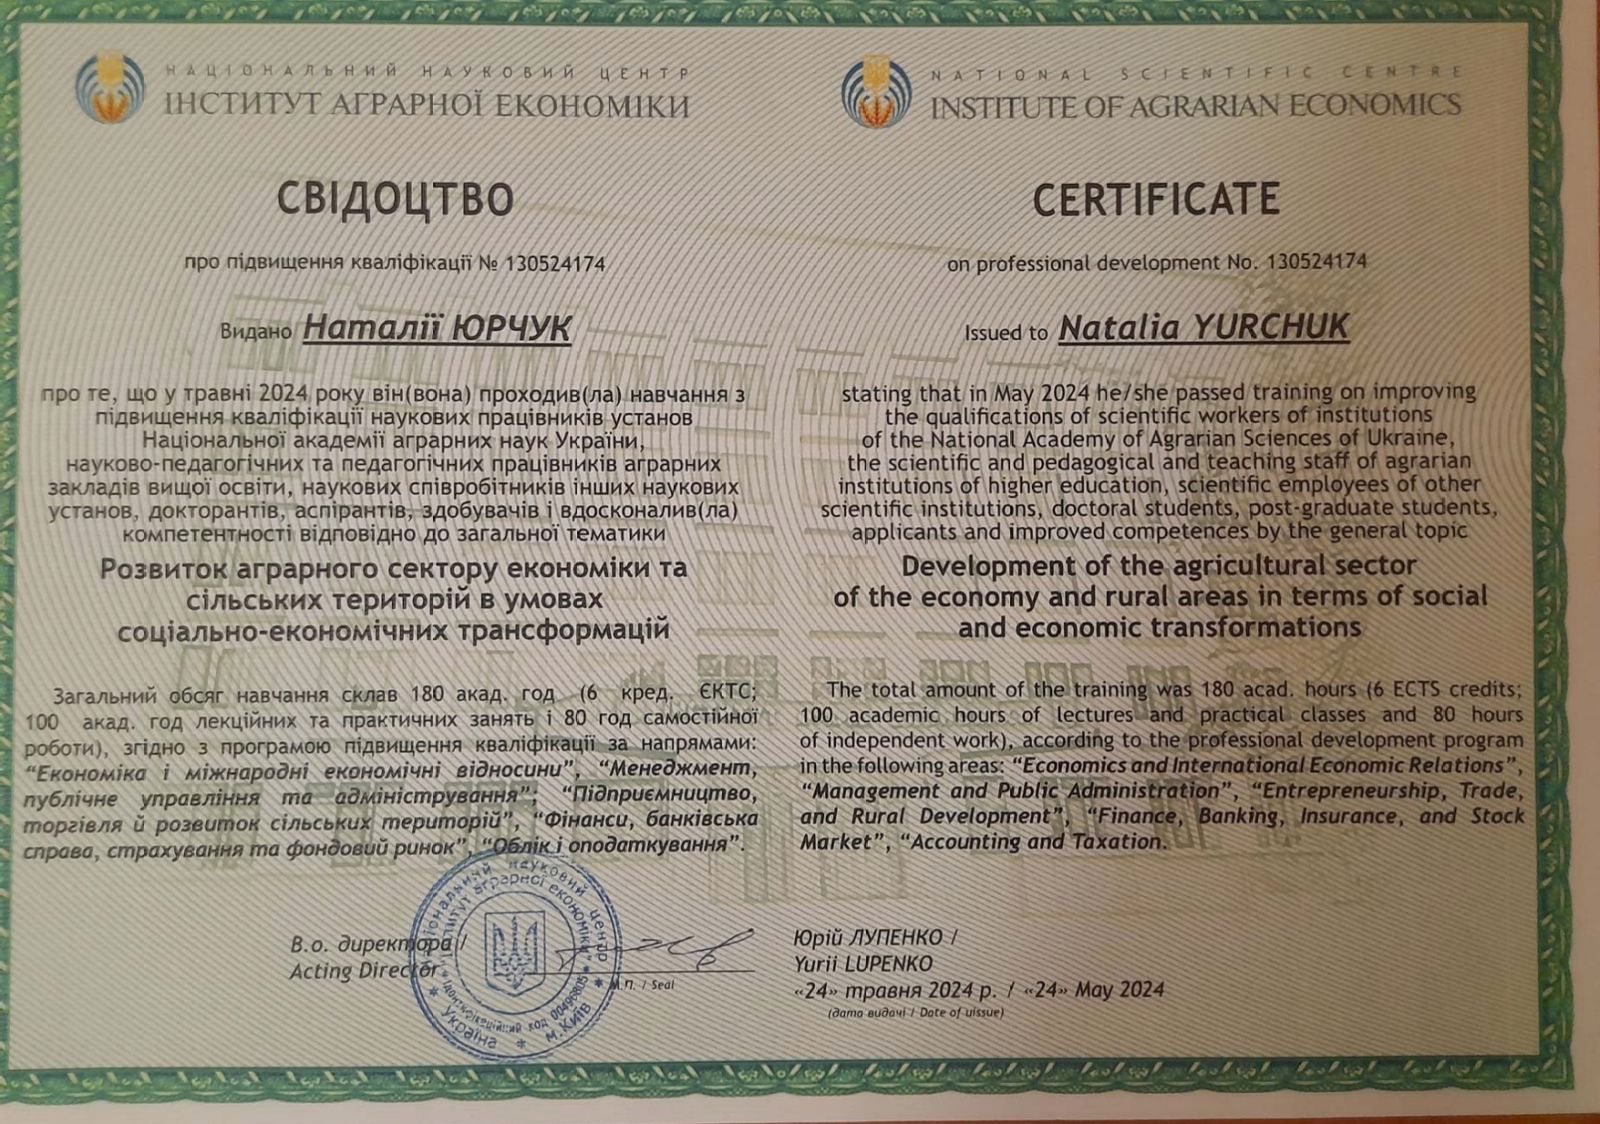 НАЦІОНАЛЬНИЙ НАУКОВИЙ ЦЕНТР
ІНСТИТУТ АГРАРНОЇ ЕКОНОМІКИ
СВІДОЦТВО
про підвищення кваліфікації № 130524174
Видано Наталії ЮРЧУК
про те, що у травні 2024 року він(вона) проходив(ла) навчання з
підвищення кваліфікації наукових працівників установ
Національної академії аграрних наук України,
науково-педагогічних та педагогічних працівників аграрних
закладів вищої освіти, наукових співробітників інших наукових
установ, докторантів, аспірантів, здобувачів і вдосконалив(ла)
компетентності відповідно до загальної тематики
Розвиток аграрного сектору економіки та
сільських територій в умовах
соціально-економічних трансформацій
Загальний обсяг навчання склав 180 акад. год (6 кред. ЄКТС;
100 акад. год лекційних та практичних занять і 80 год самостійної
роботи), згідно з програмою підвищення кваліфікації за напрямами:
“Економіка і міжнародні економічні відносини”, “Менеджмент,
публічне управління та адміністрування”; “Підприємництво,
торгівля й розвиток сільських територій”, “Фінанси, банківська
справа, страхування та фондовий ринок”, “Облік і оподаткування”.
NATIONAL SCIENTIFIC CENTRE
INSTITUTE OF AGRARIAN ECONOMICS
CERTIFICATE
on professional development No. 130524174
Issued to Natalia YURCHUK
stating that in May 2024 he/she passed training on improving
the qualifications of scientific workers of institutions
of the National Academy of Agrarian Sciences of Ukraine,
the scientific and pedagogical and teaching staff of agrarian
institutions of higher education, scientific employees of other
scientific institutions, doctoral students, post-graduate students,
applicants and improved competences by the general topic
Development of the agricultural sector
of the economy and rural areas in terms of social
and economic transformations
The total amount of the training was 180 acad. hours (6 ECTS credits;
100 academic hours of lectures and practical classes and 80 hours
of independent work), according to the professional development program
in the following areas: “Economics and International Economic Relations”,
“Management and Public Administration”, “Entrepreneurship, Trade,
and Rural Development”, “Finance, Banking, Insurance, and Stock
Market”, “Accounting and Taxation.
В.о. директора /
Acting Director
М.П. / Seal
Національний науковий центр
"Інститут аграрної економіки"
Ідентифікаційний код 00496805
* Україна * м. Київ *
Юрій ЛУПЕНКО /
Yurii LUPENKO
«24» травня 2024 р. / «24» May 2024
(дата видачі / Date of uissue)